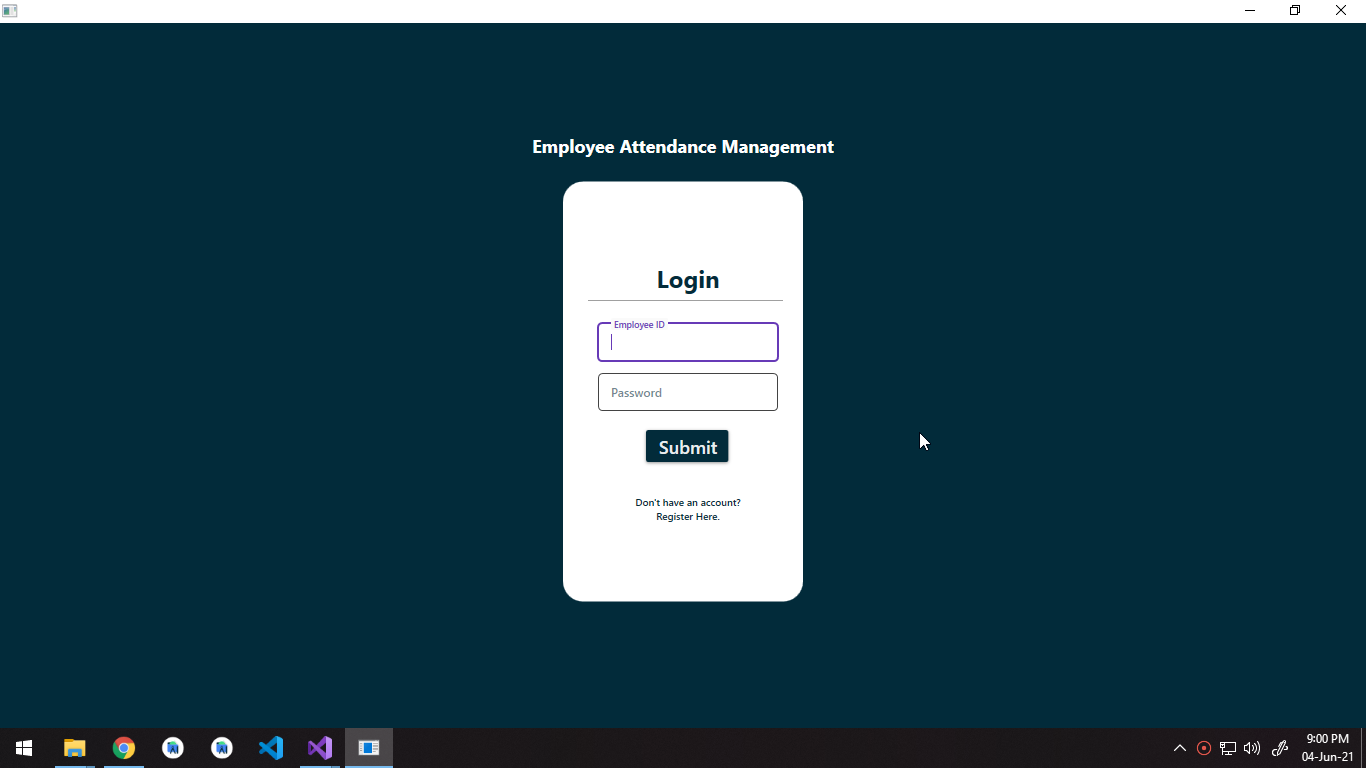 Employee Attendance Management
Login
Employee ID
Password
Submit
Don't have an account?
Register Here.
9:00 PM
04-Jun-21